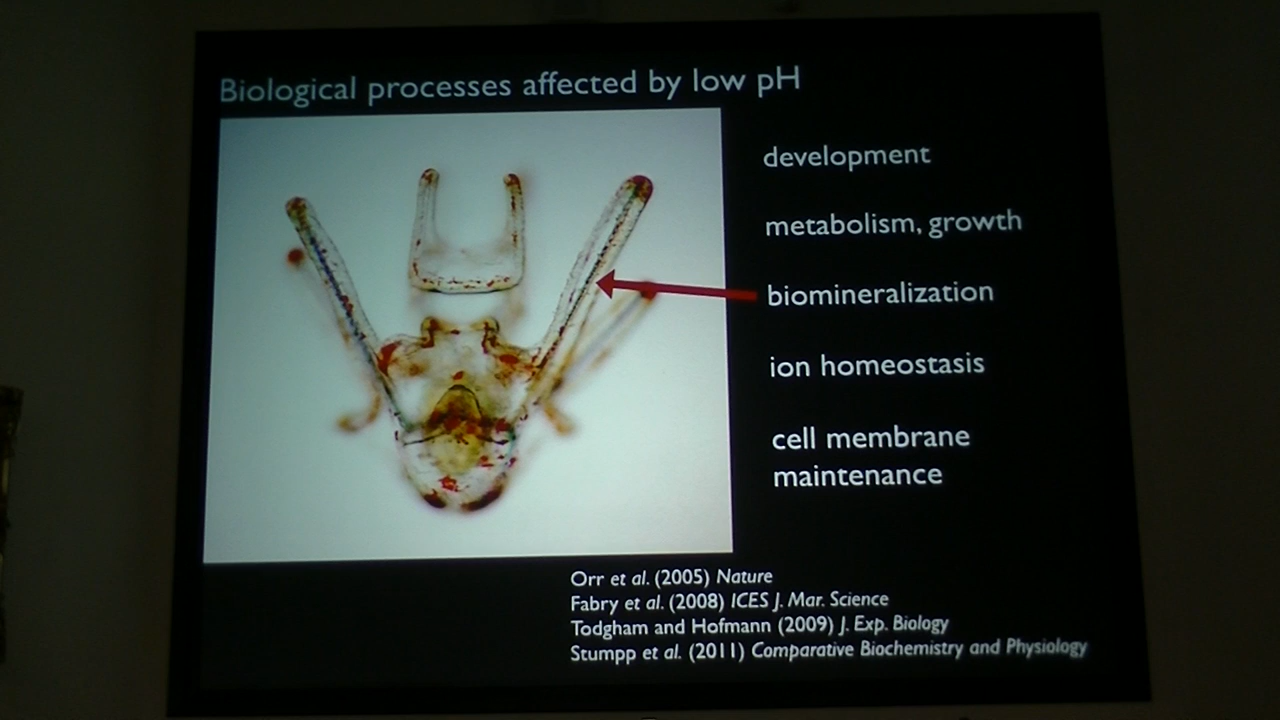 Biological processes affected by low pH
development
metabolism, growth
biomineralization
ion homeostasis
cell membrane
maintenance
Orr et al. (2005) Nature
Fabry et al. (2008) ICES J. Mar. Science
Todgham and Hofmann (2009) J. Exp. Biology
Stumpp et al. (2011) Comparative Biochemistry and Physiology